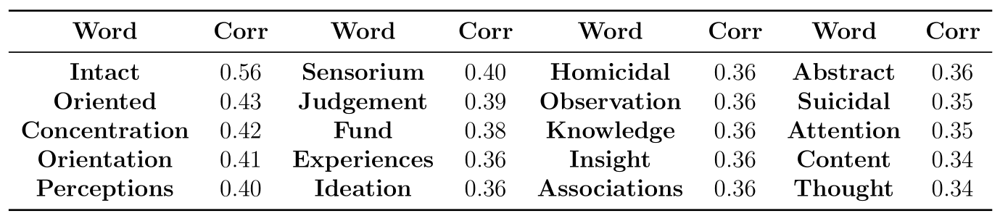 Word Corr Word Corr Word Corr Word Corr
Intact 0.56 Sensorium 0.40 Homicidal 0.36 Abstract 0.36
Oriented 0.43 Judgement 0.39 Observation 0.36 Suicidal 0.35
Concentration 0.42 Fund 0.38 Knowledge 0.36 Attention 0.35
Orientation 0.41 Experiences 0.36 Insight 0.36 Content 0.34
Perceptions 0.40 Ideation 0.36 Associations 0.36 Thought 0.34